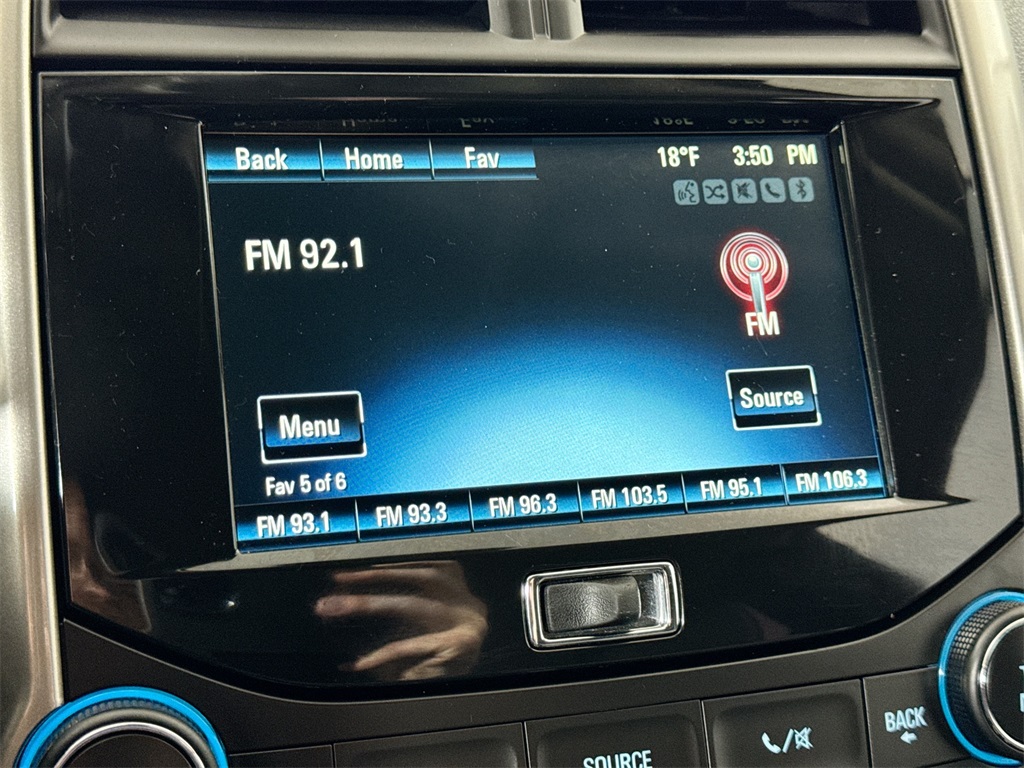 Back Home Fav 18°F 3:50 PM
FM 92.1
FM
Menu Source
Fav 5 of 6
FM 93.1 FM 93.3 FM 96.3 FM 103.5 FM 95.1 FM 106.3
SOURCE
BACK